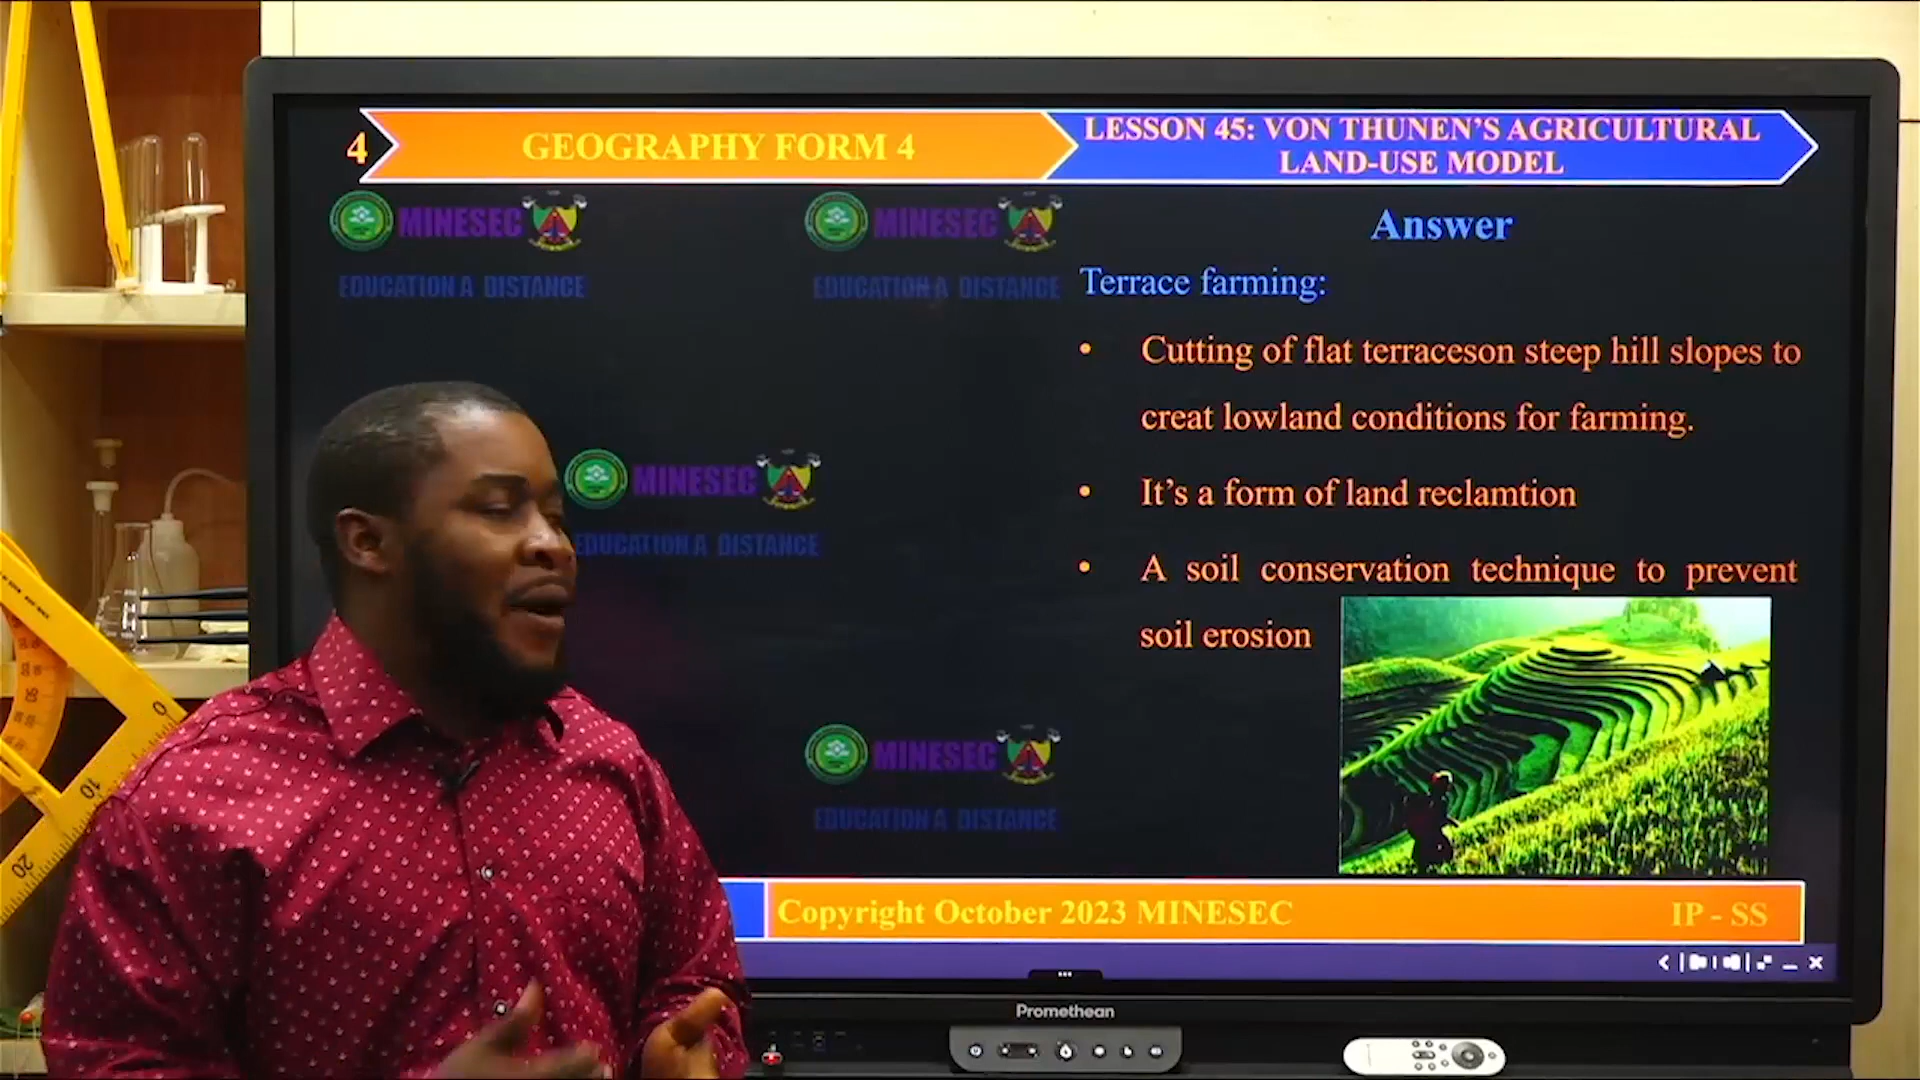 4
GEOGRAPHY FORM 4
LESSON 45: VON THUNEN'S AGRICULTURAL
LAND-USE MODEL
MINESEC
EDUCATION A DISTANCE
MINESEC
EDUCATION A DISTANCE
Answer
Terrace farming:
• Cutting of flat terraceson steep hill slopes to
creat lowland conditions for farming.
MINESEC
EDUCATION A DISTANCE
• It's a form of land reclamtion
• A soil conservation technique to prevent
soil erosion
MINESEC
EDUCATION A DISTANCE
Copyright October 2023 MINESEC
IP - SS
Promethean
0
10
20